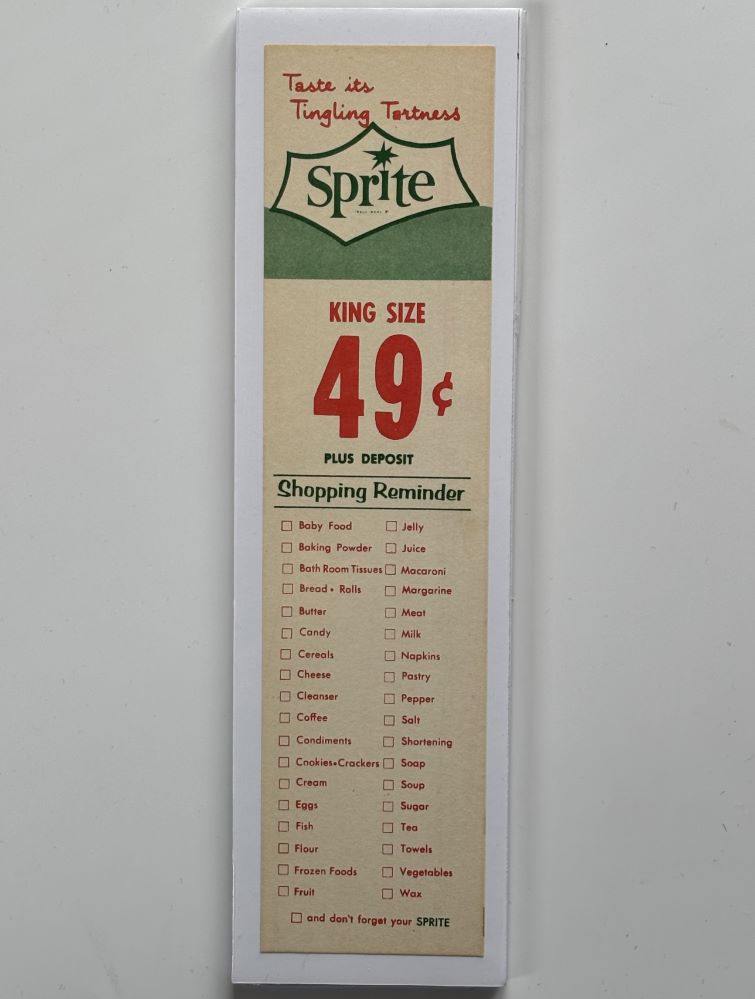 Taste its
Tingling Tartness
Sprite
KING SIZE
49¢
PLUS DEPOSIT
Shopping Reminder
Baby Food
Baking Powder
Bath Room Tissues
Bread • Rolls
Butter
Candy
Cereals
Cheese
Cleanser
Coffee
Condiments
Cookies•Crackers
Cream
Eggs
Fish
Flour
Frozen Foods
Fruit
Jelly
Juice
Macaroni
Margarine
Meat
Milk
Napkins
Pastry
Pepper
Salt
Shortening
Soap
Soup
Sugar
Tea
Towels
Vegetables
Wax
and don't forget your SPRITE